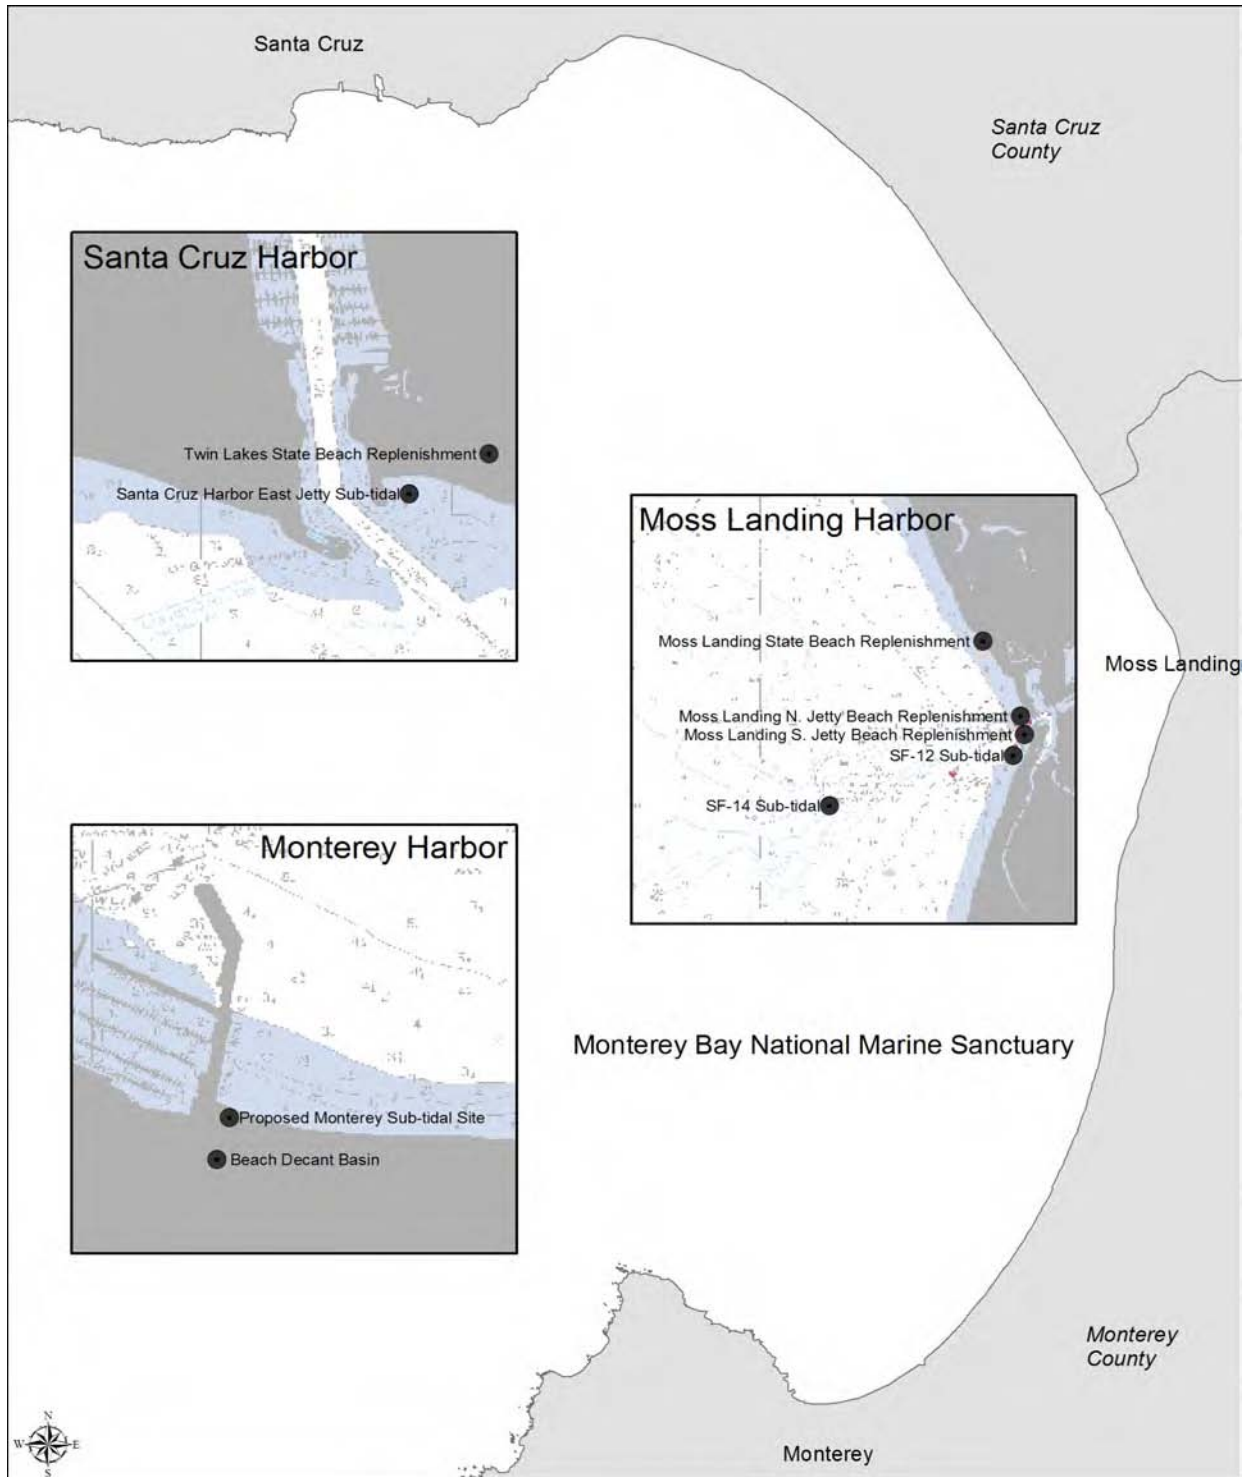 Santa Cruz
Santa Cruz
County
Santa Cruz Harbor
Twin Lakes State Beach Replenishment
Santa Cruz Harbor East Jetty Sub-tidal
Moss Landing Harbor
Moss Landing State Beach Replenishment
Moss Landing
Moss Landing N. Jetty Beach Replenishment
Moss Landing S. Jetty Beach Replenishment
SF-12 Sub-tidal
SF-14 Sub-tidal
Monterey Harbor
Proposed Monterey Sub-tidal Site
Beach Decant Basin
Monterey Bay National Marine Sanctuary
Monterey
County
Monterey
N
W E
S